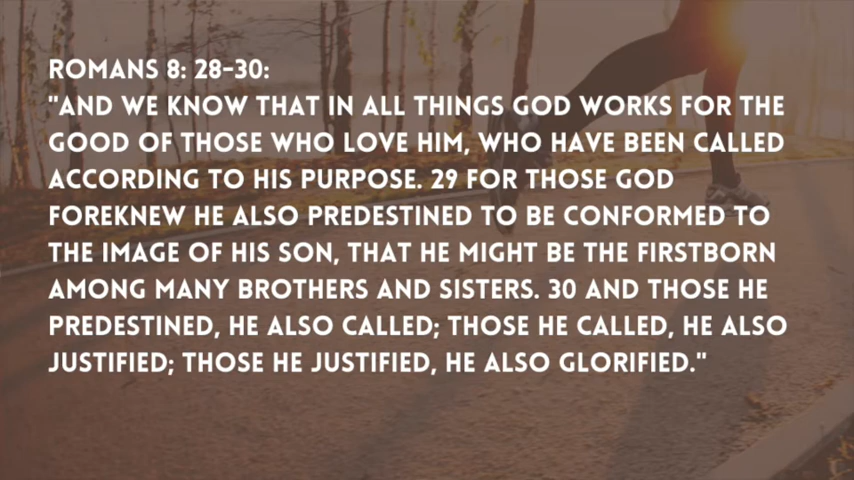 ROMANS 8: 28-30:
"AND WE KNOW THAT IN ALL THINGS GOD WORKS FOR THE
GOOD OF THOSE WHO LOVE HIM, WHO HAVE BEEN CALLED
ACCORDING TO HIS PURPOSE. 29 FOR THOSE GOD
FOREKNEW HE ALSO PREDESTINED TO BE CONFORMED TO
THE IMAGE OF HIS SON, THAT HE MIGHT BE THE FIRSTBORN
AMONG MANY BROTHERS AND SISTERS. 30 AND THOSE HE
PREDESTINED, HE ALSO CALLED; THOSE HE CALLED, HE ALSO
JUSTIFIED; THOSE HE JUSTIFIED, HE ALSO GLORIFIED."